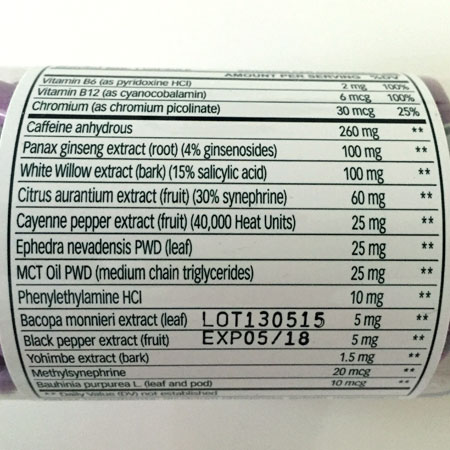 AMOUNT PER SERVING %DV
Vitamin B6 (as pyridoxine HCl) 2 mg 100%
Vitamin B12 (as cyanocobalamin) 6 mcg 100%
Chromium (as chromium picolinate) 30 mcg 25%
Caffeine anhydrous 260 mg **
Panax ginseng extract (root) (4% ginsenosides) 100 mg **
White Willow extract (bark) (15% salicylic acid) 100 mg **
Citrus aurantium extract (fruit) (30% synephrine) 60 mg **
Cayenne pepper extract (fruit) (40,000 Heat Units) 25 mg **
Ephedra nevadensis PWD (leaf) 25 mg **
MCT Oil PWD (medium chain triglycerides) 25 mg **
Phenylethylamine HCl 10 mg **
Bacopa monnieri extract (leaf) LOT130515 5 mg **
Black pepper extract (fruit) EXP05/18 5 mg **
Yohimbe extract (bark) 1.5 mg **
Methylsynephrine 20 mcg **
Bauhinia purpurea L. (leaf and pod) 10 mcg **
** Daily Value (DV) not established